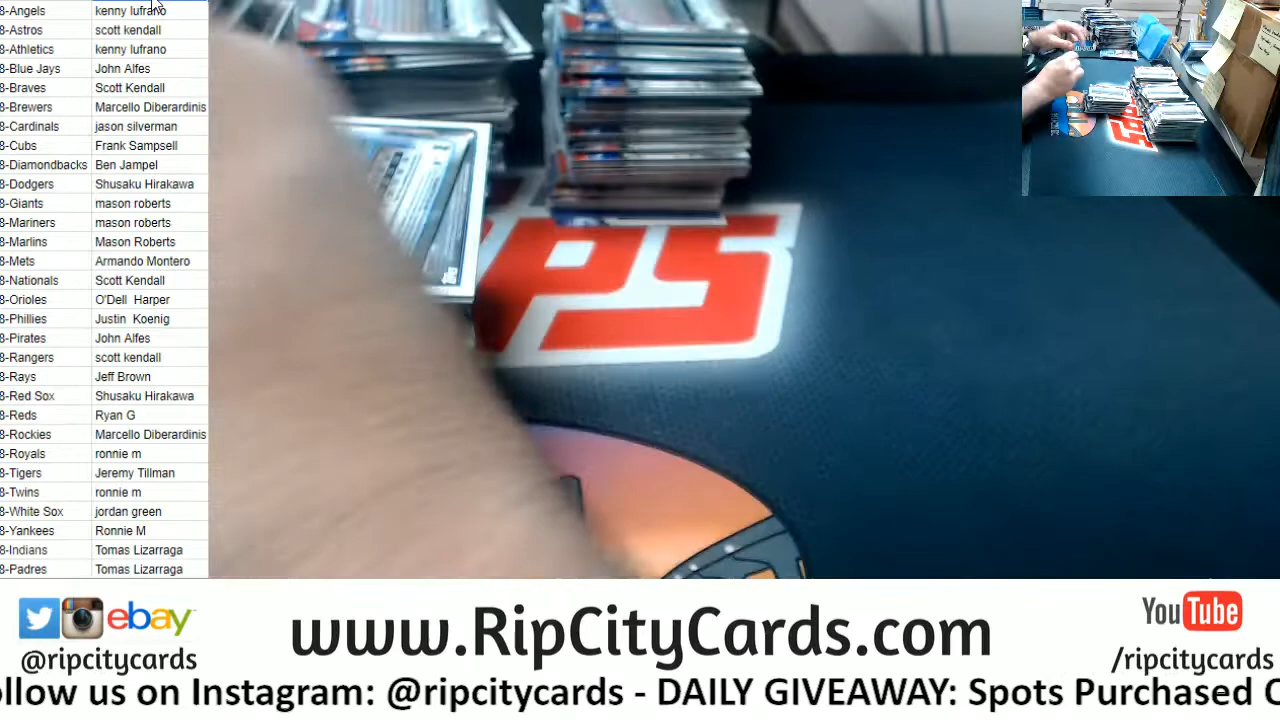 8-Angels kenny lufrano
8-Astros scott kendall
8-Athletics kenny lufrano
8-Blue Jays John Alfes
8-Braves Scott Kendall
8-Brewers Marcello Diberardinis
8-Cardinals jason silverman
8-Cubs Frank Sampsell
8-Diamondbacks Ben Jampel
8-Dodgers Shusaku Hirakawa
8-Giants mason roberts
8-Mariners mason roberts
8-Marlins Mason Roberts
8-Mets Armando Montero
8-Nationals Scott Kendall
8-Orioles O'Dell Harper
8-Phillies Justin Koenig
8-Pirates John Alfes
8-Rangers scott kendall
8-Rays Jeff Brown
8-Red Sox Shusaku Hirakawa
8-Reds Ryan G
8-Rockies Marcello Diberardinis
8-Royals ronnie m
8-Tigers Jeremy Tillman
8-Twins ronnie m
8-White Sox jordan green
8-Yankees Ronnie M
8-Indians Tomas Lizarraga
8-Padres Tomas Lizarraga
PS
ebay
@ripcitycards
www.RipCityCards.com
YouTube
/ripcitycards
ollow us on Instagram: @ripcitycards - DAILY GIVEAWAY: Spots Purchased